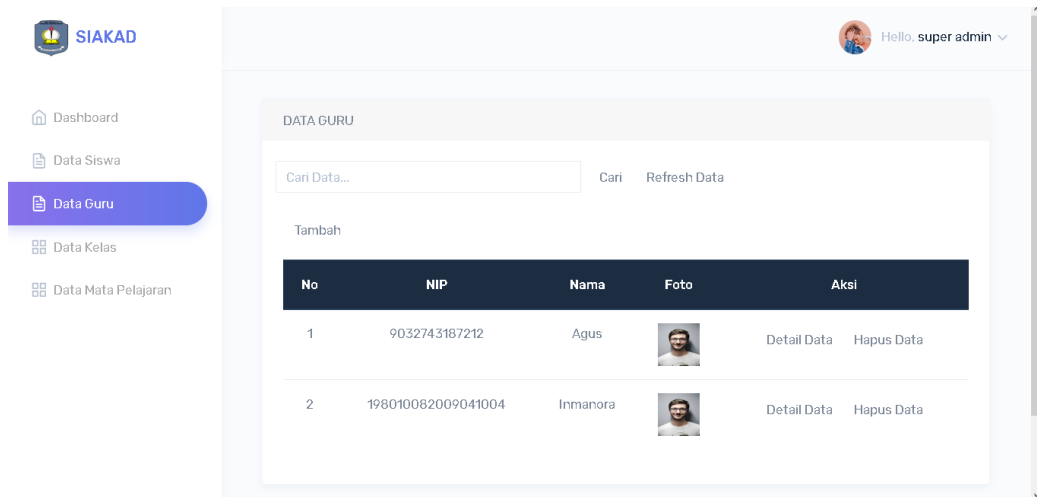 SIAKAD
Hello, super admin
Dashboard
Data Siswa
Data Guru
Data Kelas
Data Mata Pelajaran
DATA GURU
Cari Data... Cari Refresh Data
Tambah
No NIP Nama Foto Aksi
1 9032743187212 Agus Detail Data Hapus Data
2 198010082009041004 Inmanora Detail Data Hapus Data